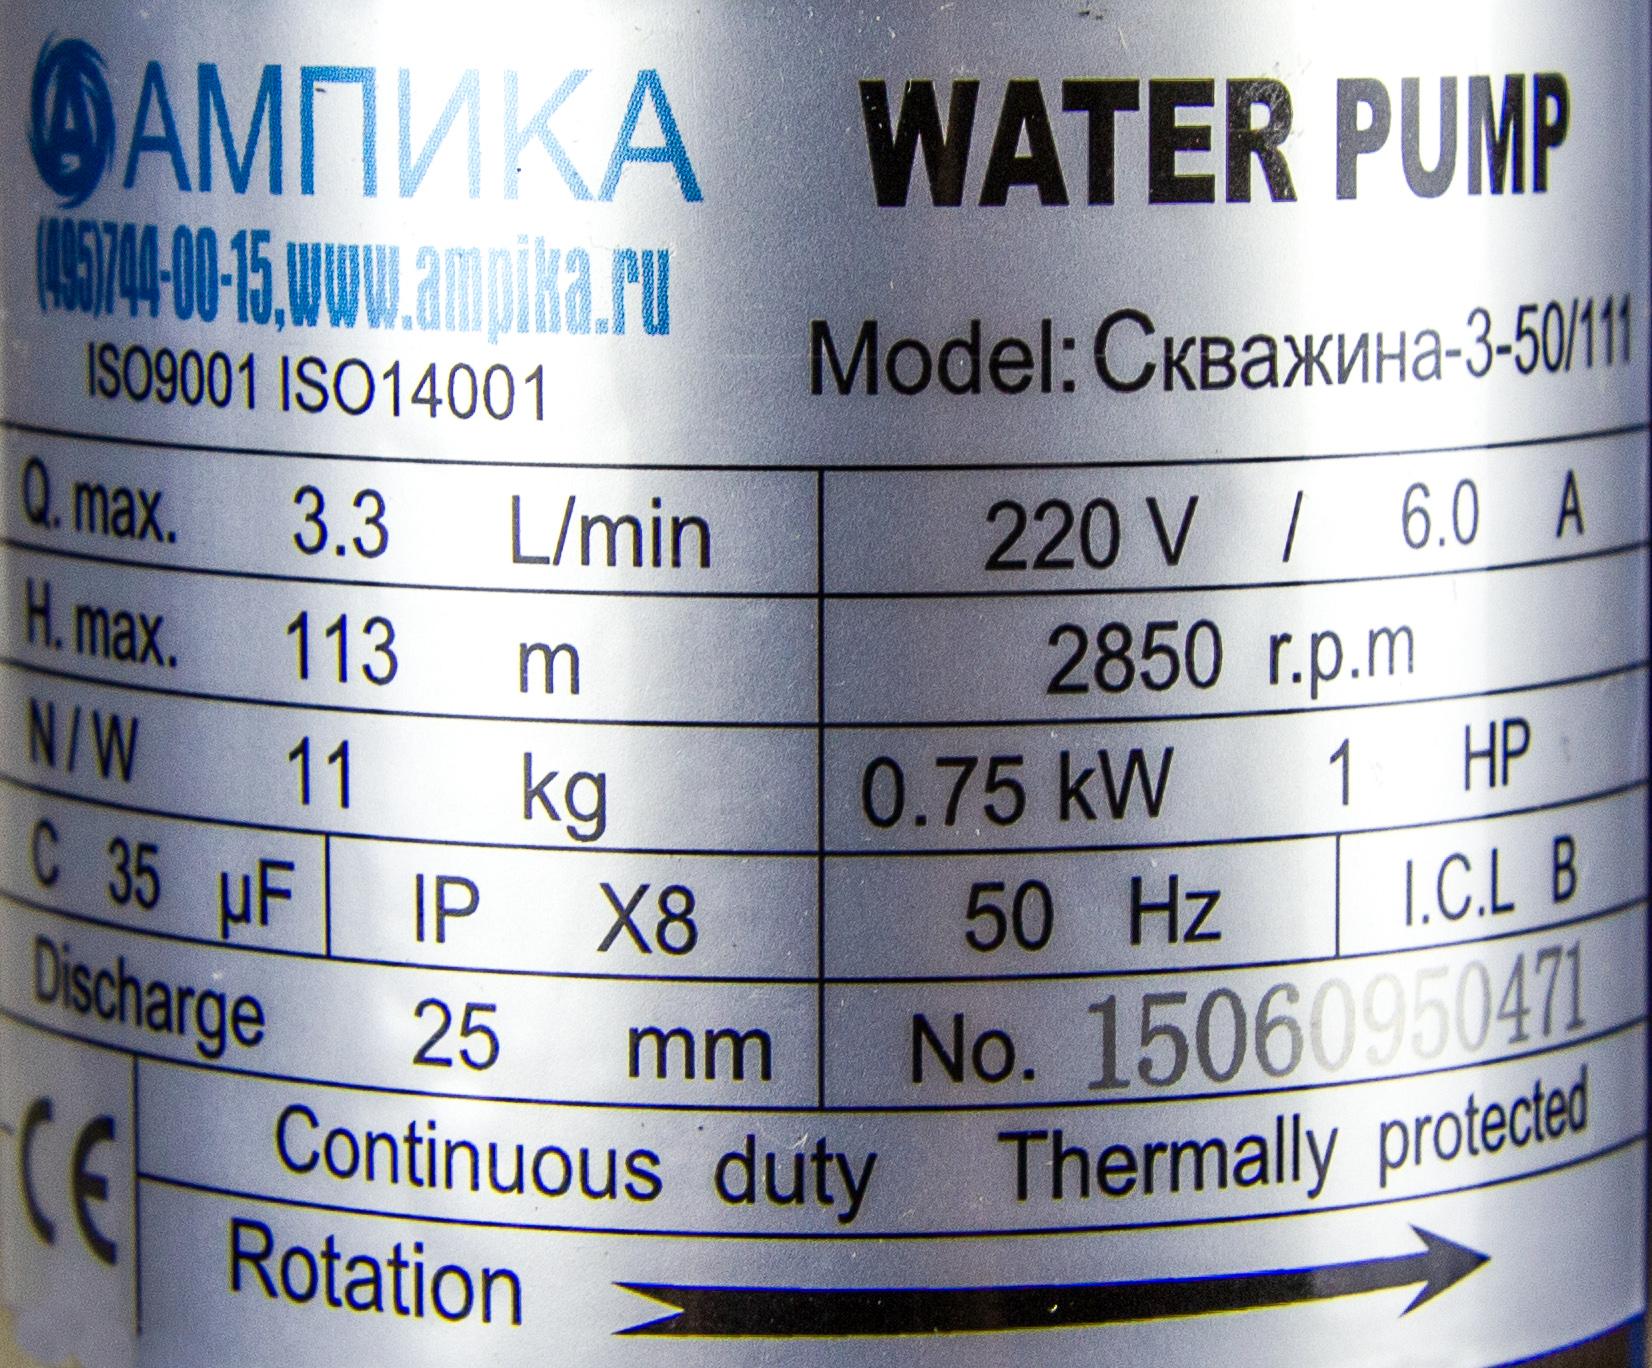 АМПИКА
(495)744-00-15,www.ampika.ru
ISO9001 ISO14001
WATER PUMP
Model: Скважина-3-50/111
Q. max. 3.3 L/min 220 V / 6.0 A
H. max. 113 m 2850 r.p.m
N/W 11 kg 0.75 kW 1 HP
C 35 µF IP X8 50 Hz I.C.L B
Discharge 25 mm No. 15060950471
CE Continuous duty Thermally protected
Rotation